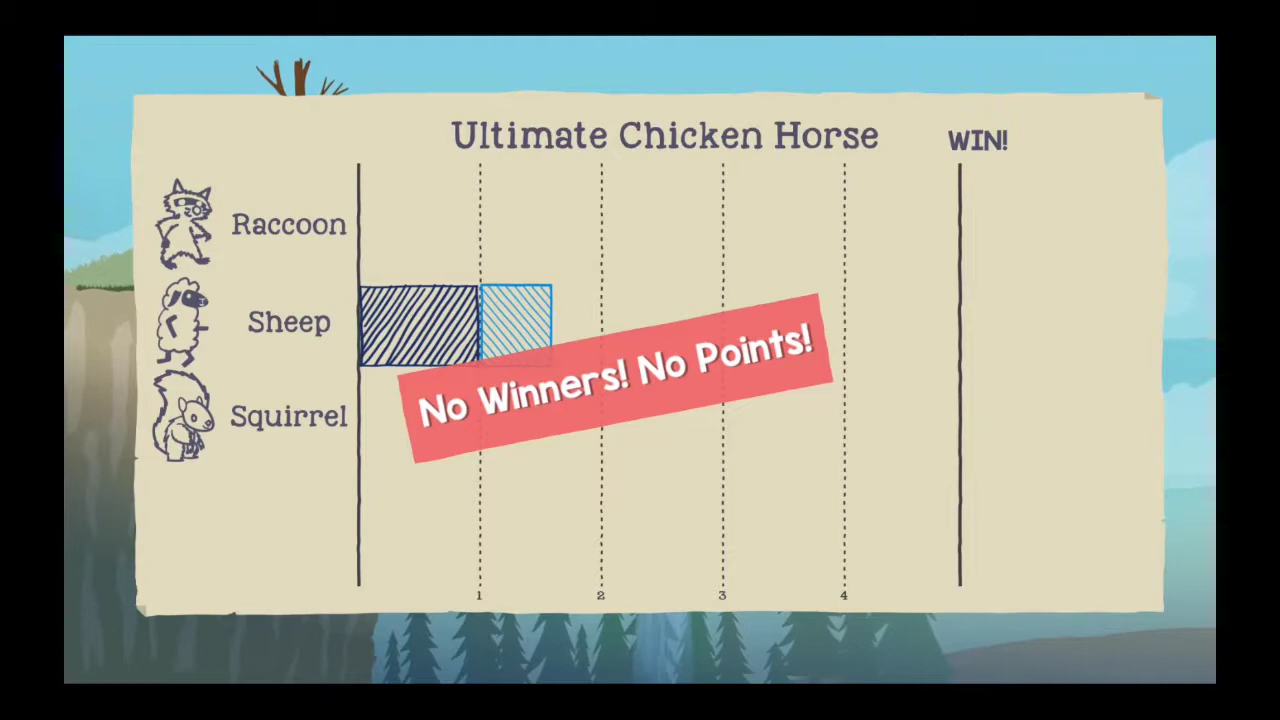 Ultimate Chicken Horse
WIN!
Raccoon
Sheep
No Winners! No Points!
Squirrel
1 2 3 4